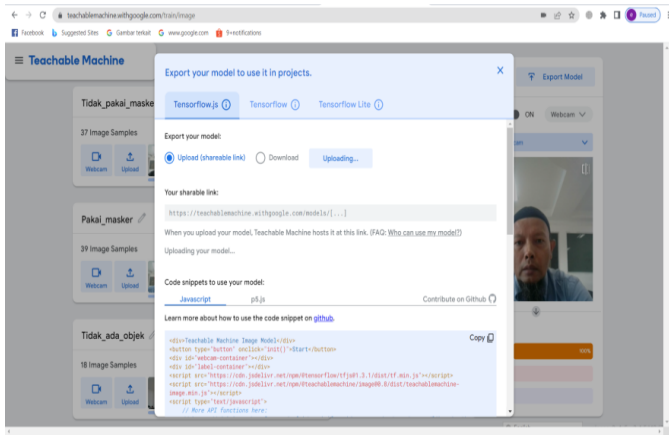 teachablemachine.withgoogle.com/train/image
Paused
Facebook
Suggested Sites
Gambar terkait
www.google.com
9+notifications
Teachable Machine
Export your model to use it in projects.
Export Model
Tidak_pakai_maske
Tensorflow.js
Tensorflow
Tensorflow Lite
ON
Webcam
37 Image Samples
Export your model:
Upload (shareable link)
Download
Uploading...
Webcam
Upload
Your sharable link:
https://teachablemachine.withgoogle.com/models/[...]
Pakai_masker
When you upload your model, Teachable Machine hosts it at this link. (FAQ: Who can use my model?)
39 Image Samples
Uploading your model...
Webcam
Upload
Code snippets to use your model:
Javascript
p5.js
Contribute on Github
Learn more about how to use the code snippet on github.
Tidak_ada_objek
<div>Teachable Machine Image Model</div>
Copy
<button type="button" onclick="init()">Start</button>
<div id="webcam-container"></div>
<div id="label-container"></div>
18 Image Samples
<script src="https://cdn.jsdelivr.net/npm/@tensorflow/tfjs@1.3.1/dist/tf.min.js"></script>
<script src="https://cdn.jsdelivr.net/npm/@teachablemachine/image@0.8/dist/teachablemachine-
image.min.js"></script>
<script type="text/javascript">
Webcam
Upload
// More API functions here: